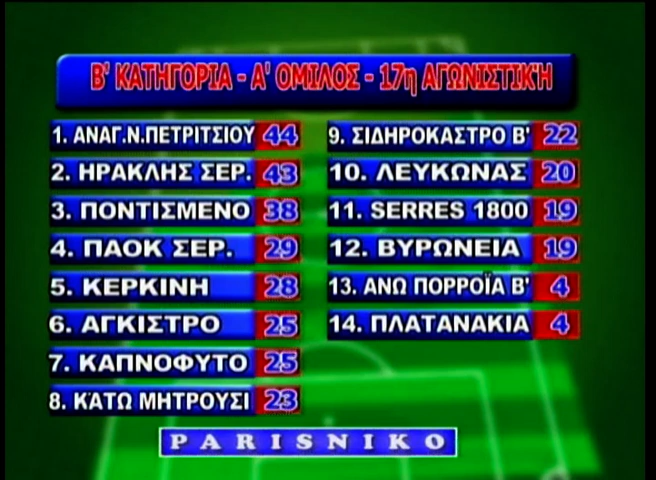 Β' ΚΑΤΗΓΟΡΙΑ - Α' ΟΜΙΛΟΣ - 17η ΑΓΩΝΙΣΤΙΚΉ
1. ΑΝΑΓ.Ν.ΠΕΤΡΙΤΣΙΟΥ 44
2. ΗΡΑΚΛΗΣ ΣΕΡ. 43
3. ΠΟΝΤΙΣΜΕΝΟ 38
4. ΠΑΟΚ ΣΕΡ. 29
5. ΚΕΡΚΙΝΗ 28
6. ΑΓΚΙΣΤΡΟ 25
7. ΚΑΠΝΟΦΥΤΟ 25
8. ΚΑΤΩ ΜΗΤΡΟΥΣΙ 23
9. ΣΙΔΗΡΟΚΑΣΤΡΟ Β' 22
10. ΛΕΥΚΩΝΑΣ 20
11. SERRES 1800 19
12. ΒΥΡΩΝΕΙΑ 19
13. ΑΝΩ ΠΟΡΡΟΪΑ Β' 4
14. ΠΛΑΤΑΝΑΚΙΑ 4
PARISNIKO